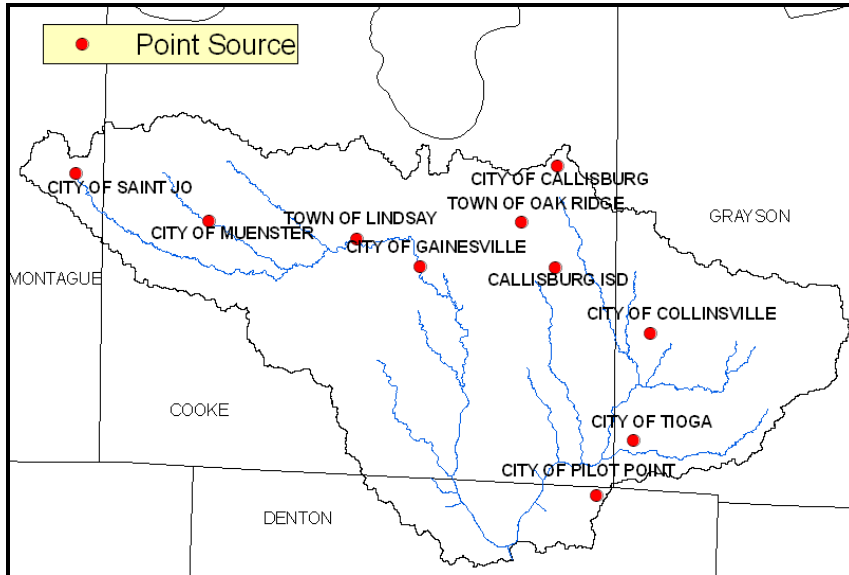 Point Source
CITY OF CALLISBURG
CITY OF SAINT JO
TOWN OF OAK RIDGE
TOWN OF LINDSAY
GRAYSON
CITY OF MUENSTER
CITY OF GAINESVILLE
MONTAGUE
CALLISBURG ISD
CITY OF COLLINSVILLE
COOKE
CITY OF TIOGA
CITY OF PILOT POINT
DENTON